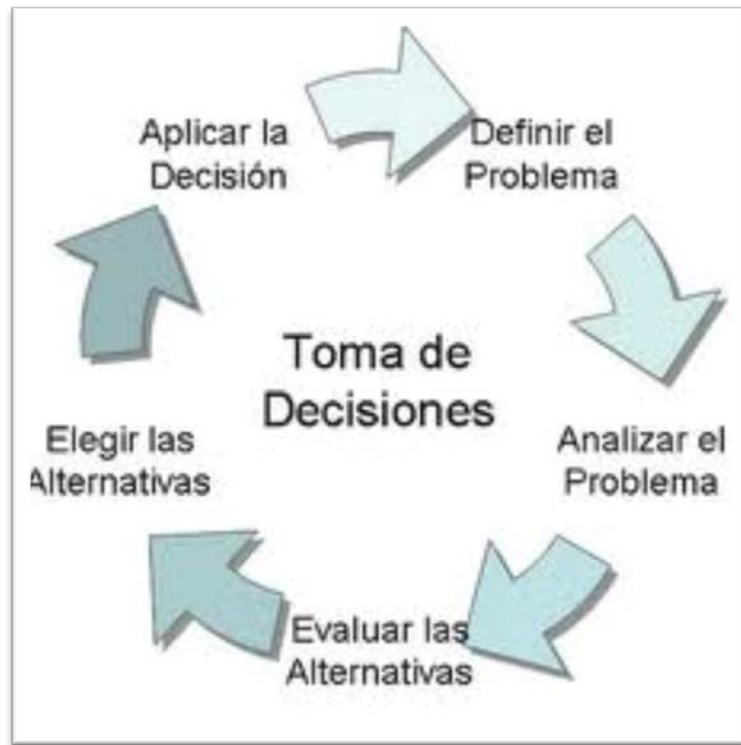 Toma de
Decisiones
Definir el
Problema
Analizar el
Problema
Evaluar las
Alternativas
Elegir las
Alternativas
Aplicar la
Decisión